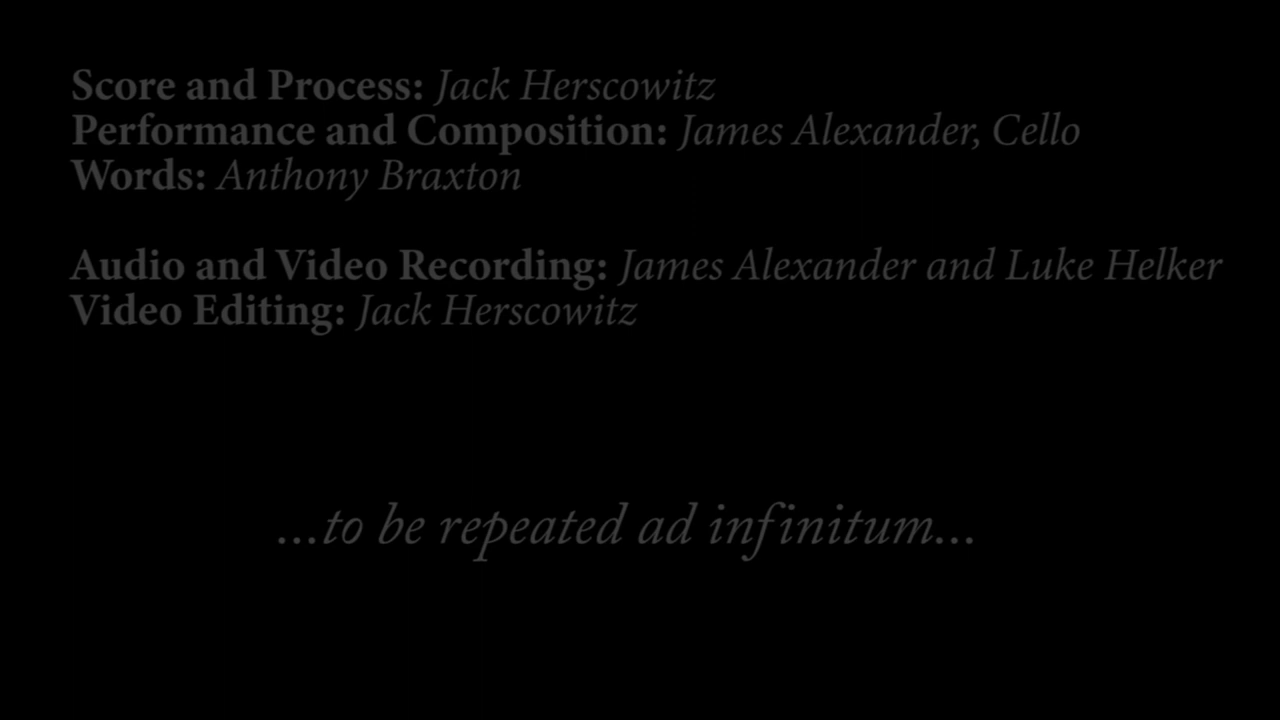 Score and Process: Jack Herscowitz
Performance and Composition: James Alexander, Cello
Words: Anthony Braxton
Audio and Video Recording: James Alexander and Luke Helker
Video Editing: Jack Herscowitz
...to be repeated ad infinitum...